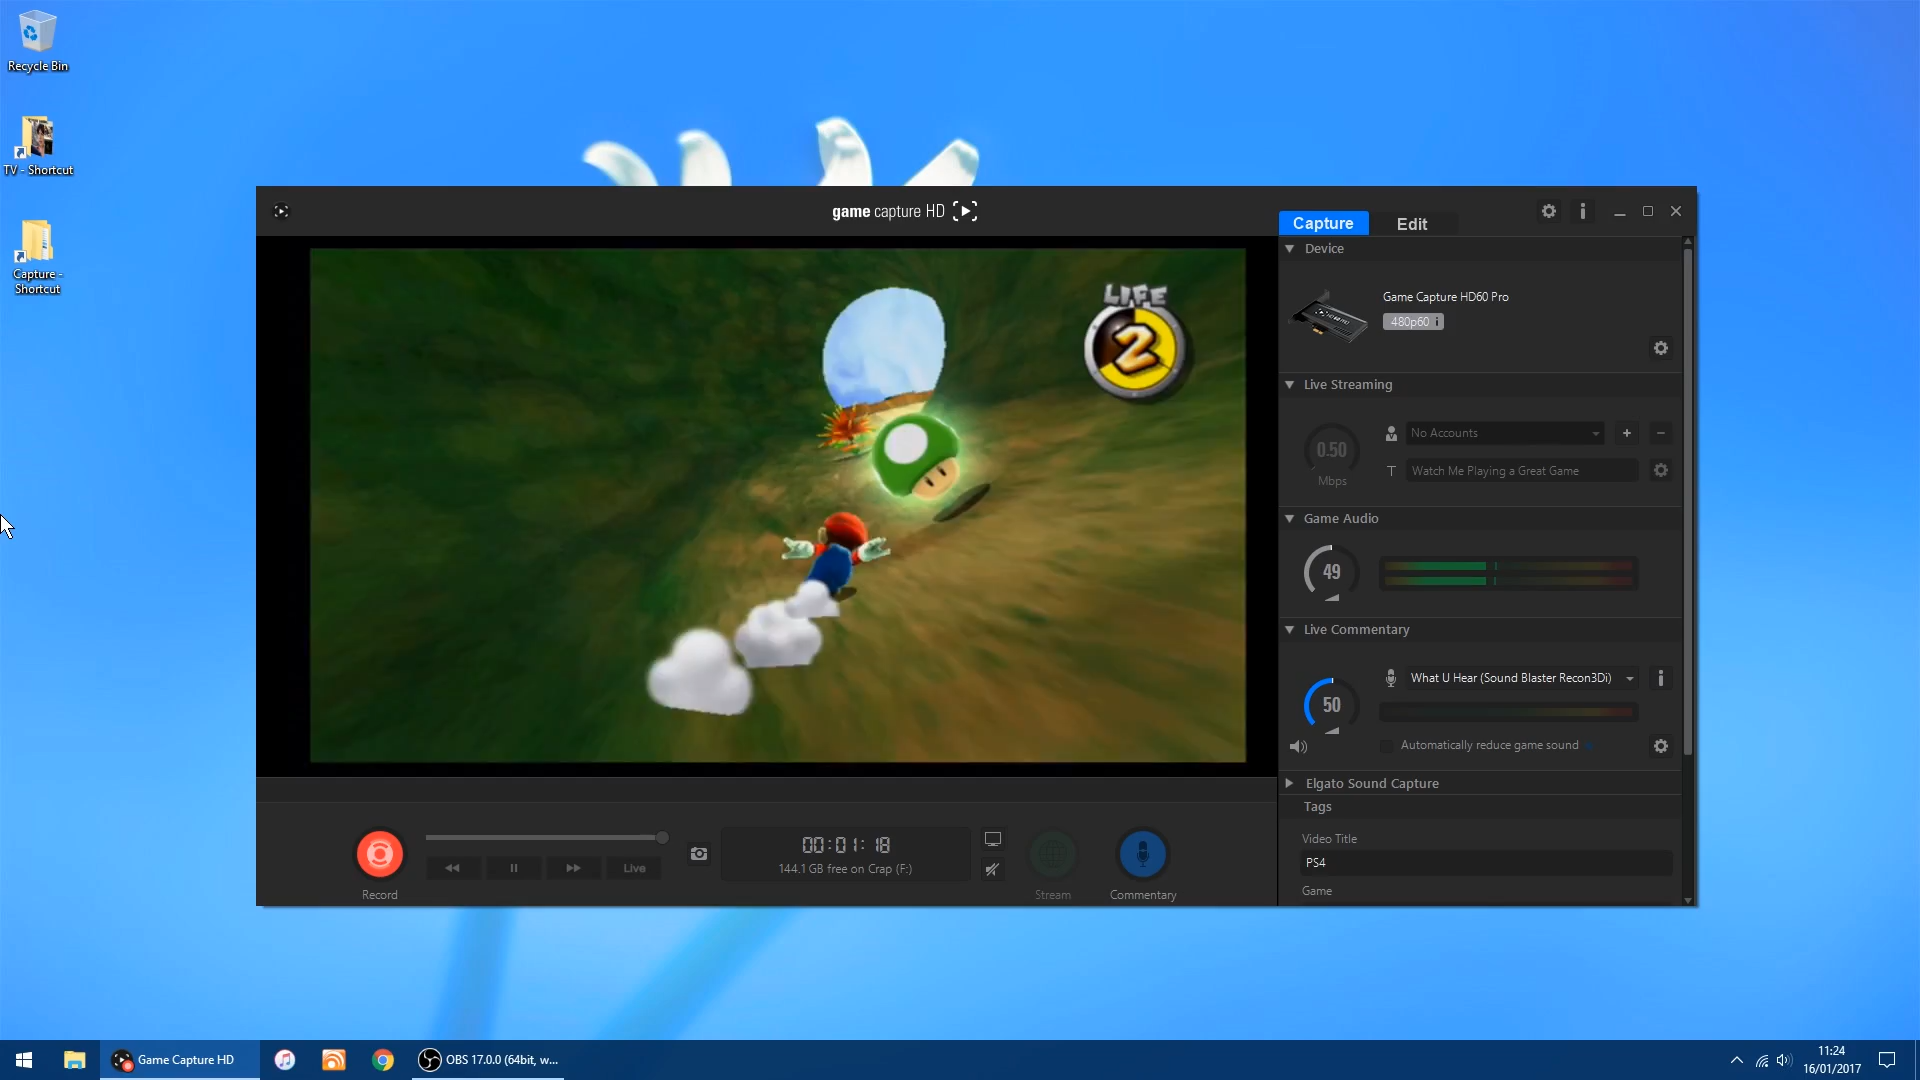 Recycle Bin
TV - Shortcut
Capture -
Shortcut
game capture HD
Capture
Edit
Device
Game Capture HD60 Pro
480p60 i
HD60 PRO
Live Streaming
0.50
Mbps
No Accounts
+
−
T
Watch Me Playing a Great Game
Game Audio
49
Live Commentary
What U Hear (Sound Blaster Recon3Di)
50
Automatically reduce game sound
Elgato Sound Capture
Tags
Video Title
PS4
Game
LIFE
2
Live
00:01:18
144.1 GB free on Crap (F:)
Record
Stream
Commentary
Game Capture HD
OBS 17.0.0 (64bit, w...
11:24
16/01/2017